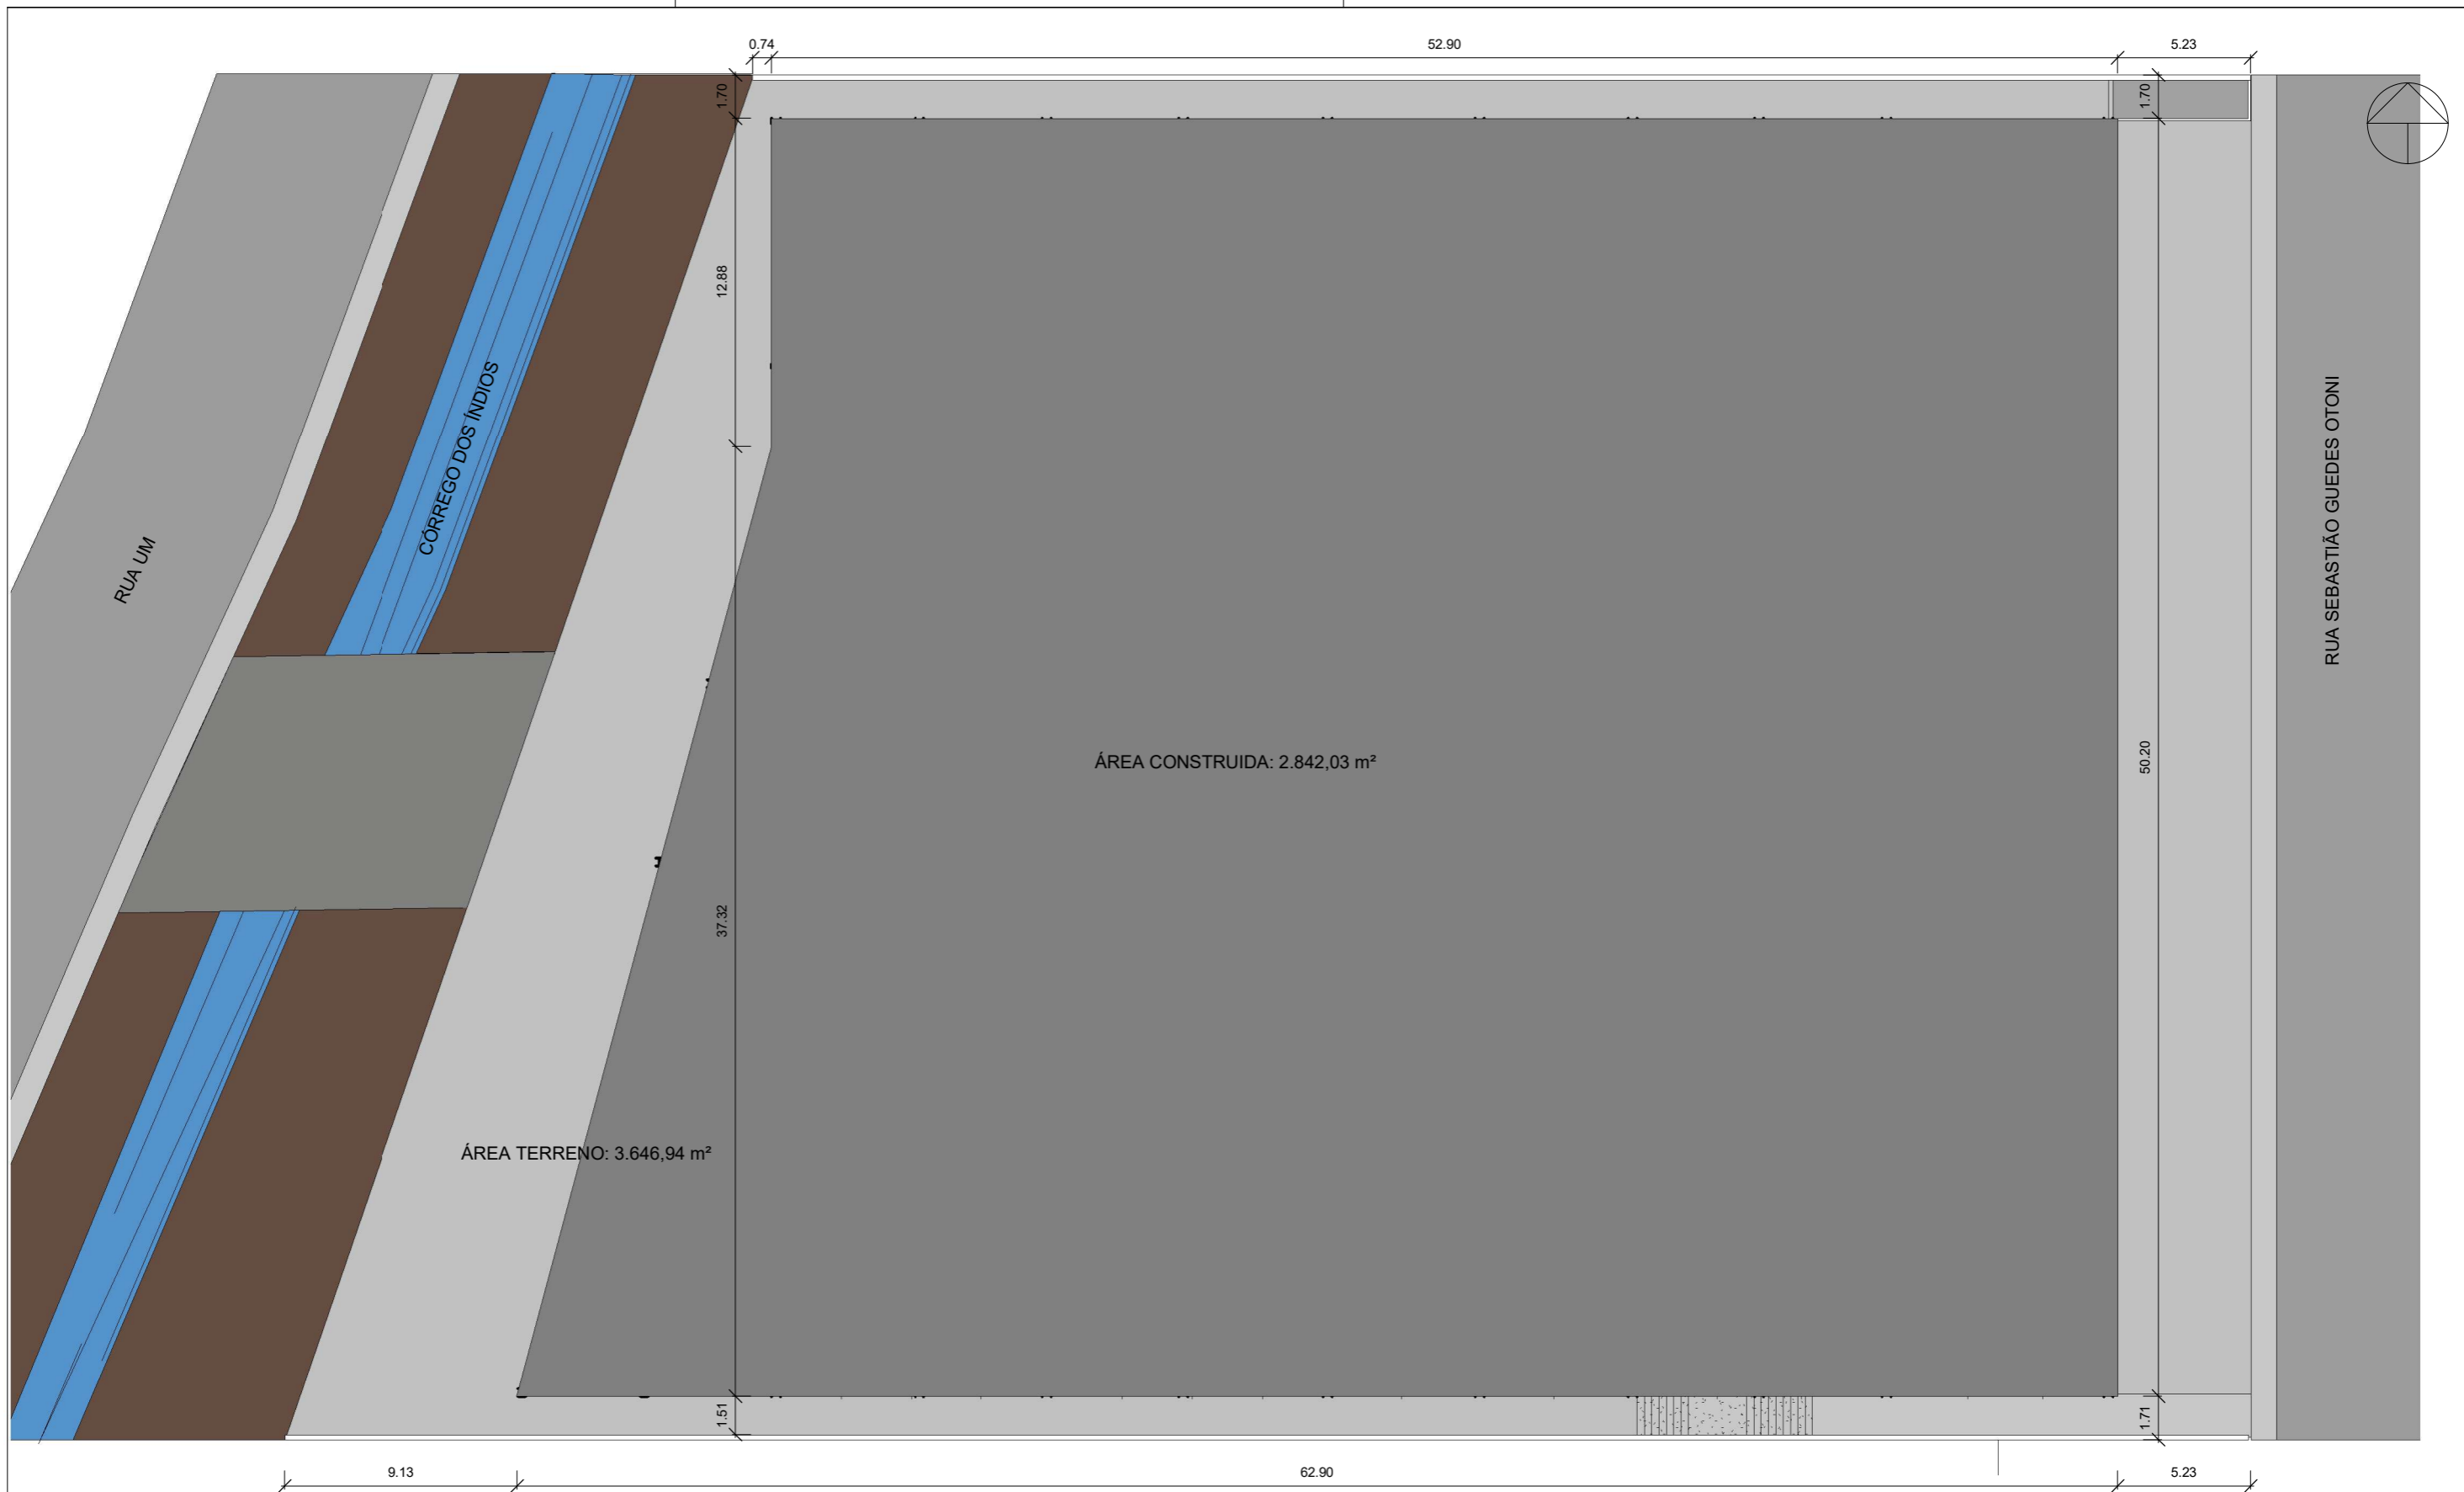 0.74
52.90
5.23
1.70
1.70
12.88
CÓRREGO DOS ÍNDIOS
RUA UM
RUA SEBASTIÃO GUEDES OTONI
ÁREA CONSTRUIDA: 2.842,03 m²
50.20
37.32
ÁREA TERRENO: 3.646,94 m²
1.51
1.71
9.13
62.90
5.23